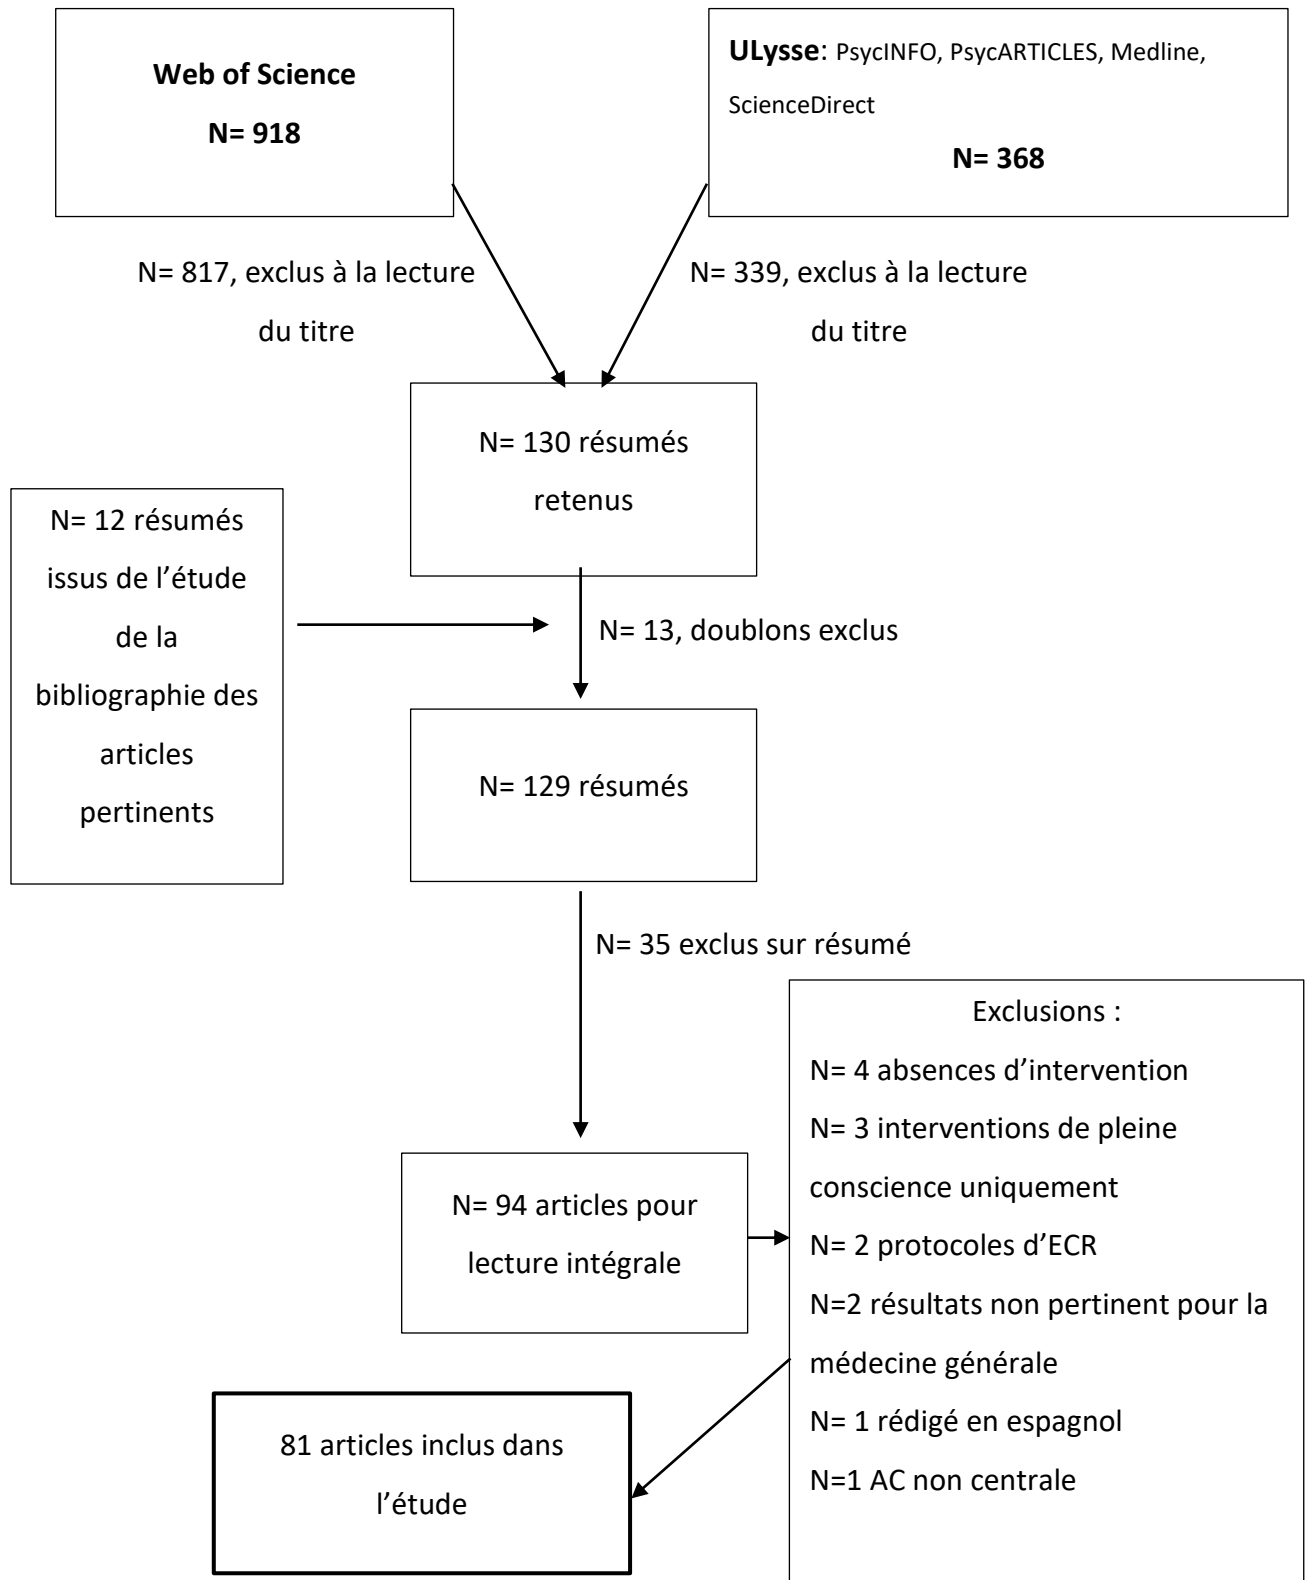 Web of Science
N= 918
ULysse: PsycINFO, PsycARTICLES, Medline,
ScienceDirect
N= 368
N= 817, exclus à la lecture
du titre
N= 339, exclus à la lecture
du titre
N= 130 résumés
retenus
N= 12 résumés
issus de l’étude
de la
bibliographie des
articles
pertinents
N= 13, doublons exclus
N= 129 résumés
N= 35 exclus sur résumé
N= 94 articles pour
lecture intégrale
Exclusions :
N= 4 absences d’intervention
N= 3 interventions de pleine
conscience uniquement
N= 2 protocoles d’ECR
N=2 résultats non pertinent pour la
médecine générale
N= 1 rédigé en espagnol
N=1 AC non centrale
81 articles inclus dans
l’étude